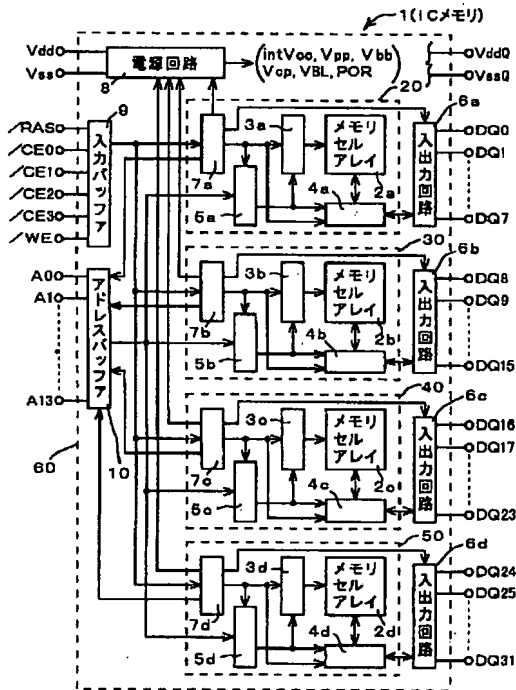 1(ICメモリ)
Vdd
Vss
電源回路
8
(intVoo, Vpp, Vbb
Vcp, VBL, POR)
VddQ
VssQ
20
6a
/RAS
/CE0
/CE1
/CE2
/CE3
/WE
9
入力バッファ
7a
3a
5a
メモリ
セル
アレイ
2a
4a
入出力回路
DQ0
DQ1
DQ7
30
6b
A00
A10
A13
アドレスバッファ
10
60
7b
3b
5b
メモリ
セル
アレイ
2b
4b
入出力回路
DQ8
DQ9
DQ15
40
6c
7c
3c
5c
メモリ
セル
アレイ
2c
4c
入出力回路
DQ16
DQ17
DQ23
50
6d
7d
3d
5d
メモリ
セル
アレイ
2d
4d
入出力回路
DQ24
DQ25
DQ31